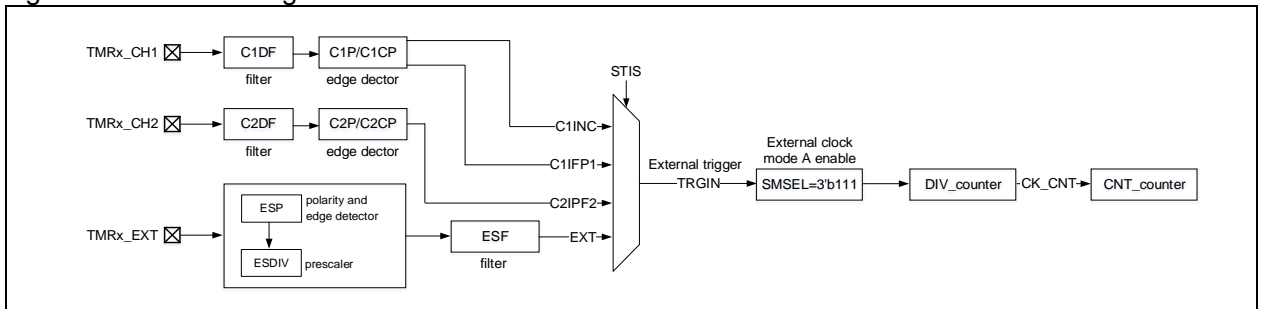 TMRx_CH1
C1DF
filter
C1P/C1CP
edge dector
TMRx_CH2
C2DF
filter
C2P/C2CP
edge dector
TMRx_EXT
ESP
polarity and
edge detector
ESDIV
prescaler
ESF
filter
STIS
C1INC
C1IFP1
C2IPF2
EXT
External trigger
TRGIN
External clock
mode A enable
SMSEL=3'b111
DIV_counter
CK_CNT
CNT_counter